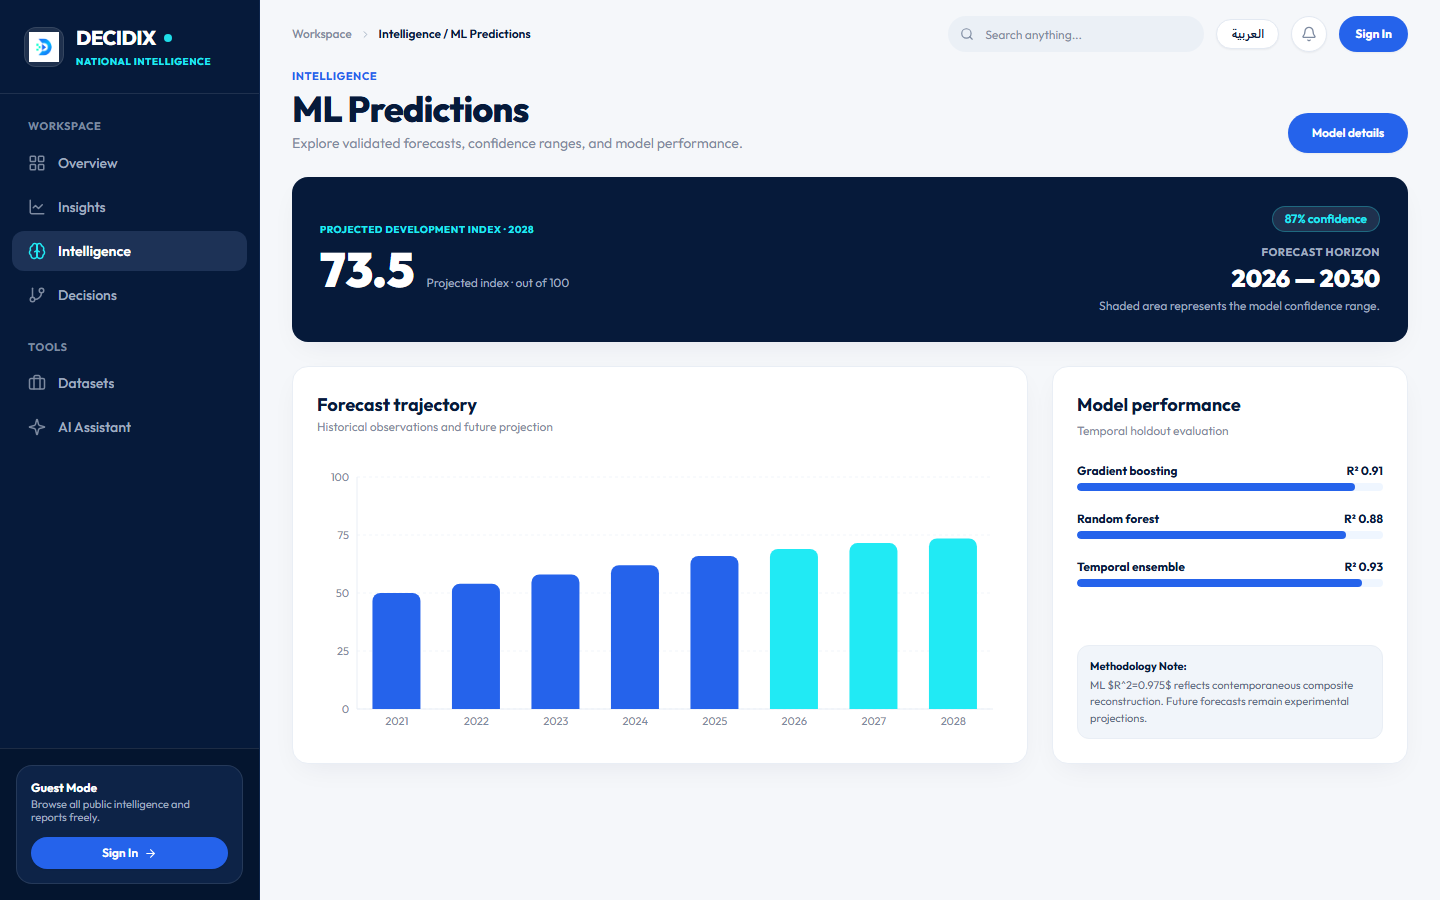 DECIDIX
NATIONAL INTELLIGENCE
WORKSPACE
Overview
Insights
Intelligence
Decisions
TOOLS
Datasets
AI Assistant
Guest Mode
Browse all public intelligence and
reports freely.
Sign In →
Workspace > Intelligence / ML Predictions
Search anything...
العربية
Sign In
INTELLIGENCE
ML Predictions
Explore validated forecasts, confidence ranges, and model performance.
Model details
PROJECTED DEVELOPMENT INDEX · 2028
73.5 Projected index · out of 100
87% confidence
FORECAST HORIZON
2026 — 2030
Shaded area represents the model confidence range.
Forecast trajectory
Historical observations and future projection
100
75
50
25
0
2021 2022 2023 2024 2025 2026 2027 2028
Model performance
Temporal holdout evaluation
Gradient boosting R² 0.91
Random forest R² 0.88
Temporal ensemble R² 0.93
Methodology Note:
ML $R^2=0.975$ reflects contemporaneous composite
reconstruction. Future forecasts remain experimental
projections.